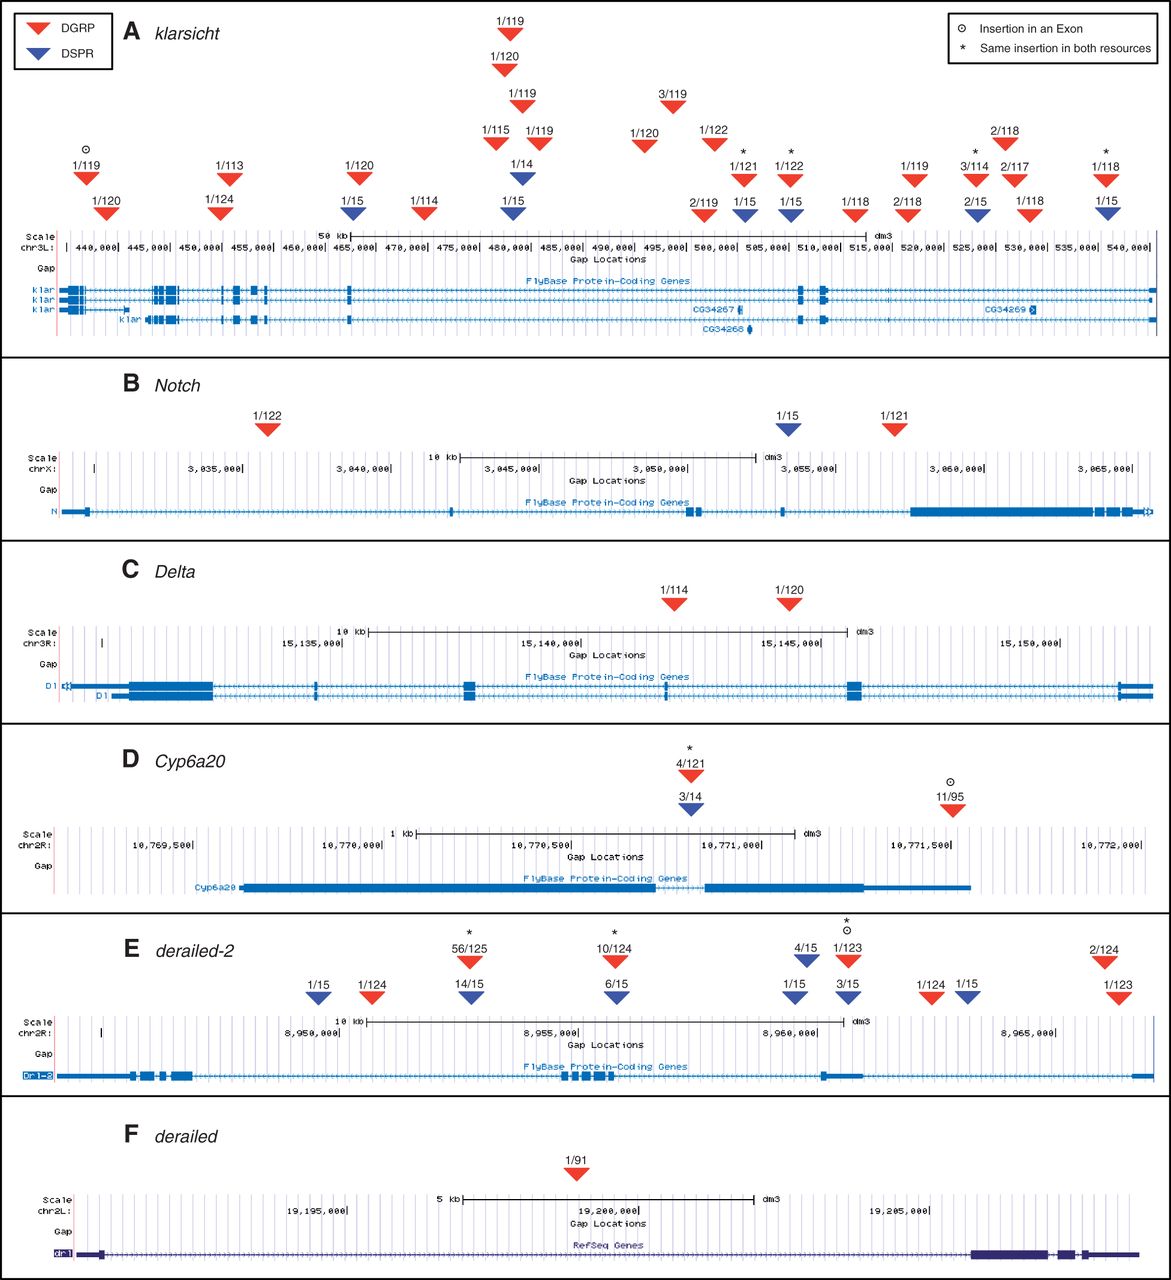 DGRP
DSPR
A klarsicht
⊙ Insertion in an Exon
* Same insertion in both resources
1/119
1/120
1/119 3/119
1/115 1/119 1/120 1/122 2/118
⊙ * * * *
1/119 1/113 1/120 1/14 1/121 1/122 1/119 3/114 2/117 1/118
1/120 1/124 1/15 1/114 1/15 2/119 1/15 1/15 1/118 2/118 2/15 1/118 1/15
Scale 50 kb dm3
chr3L: 440,000 445,000 450,000 455,000 460,000 465,000 470,000 475,000 480,000 485,000 490,000 495,000 500,000 505,000 510,000 515,000 520,000 525,000 530,000 535,000 540,000
Gap Locations
Gap
FlyBase Protein-Coding Genes
klar
klar
klar CG34267 CG34269
klar
CG34268
B Notch
1/122 1/15 1/121
Scale 10 kb dm3
chrX: 3,035,000 3,040,000 3,045,000 3,050,000 3,055,000 3,060,000 3,065,000
Gap Locations
Gap
FlyBase Protein-Coding Genes
N
C Delta
1/114 1/120
Scale 10 kb dm3
chr3R: 15,135,000 15,140,000 15,145,000 15,150,000
Gap Locations
Gap
FlyBase Protein-Coding Genes
Dl
Dl
D Cyp6a20
*
4/121 ⊙
3/14 11/95
Scale 1 kb dm3
chr2R: 10,769,500 10,770,000 10,770,500 10,771,000 10,771,500 10,772,000
Gap Locations
Gap
FlyBase Protein-Coding Genes
Cyp6a20
E derailed-2
* * * ⊙
56/125 10/124 4/15 1/123 2/124
1/15 1/124 14/15 6/15 1/15 3/15 1/124 1/15 1/123
Scale 10 kb dm3
chr2R: 8,950,000 8,955,000 8,960,000 8,965,000
Gap Locations
Gap
FlyBase Protein-Coding Genes
Drl-2
F derailed
1/91
Scale 5 kb dm3
chr2L: 19,195,000 19,200,000 19,205,000
Gap Locations
Gap
RefSeq Genes
drl